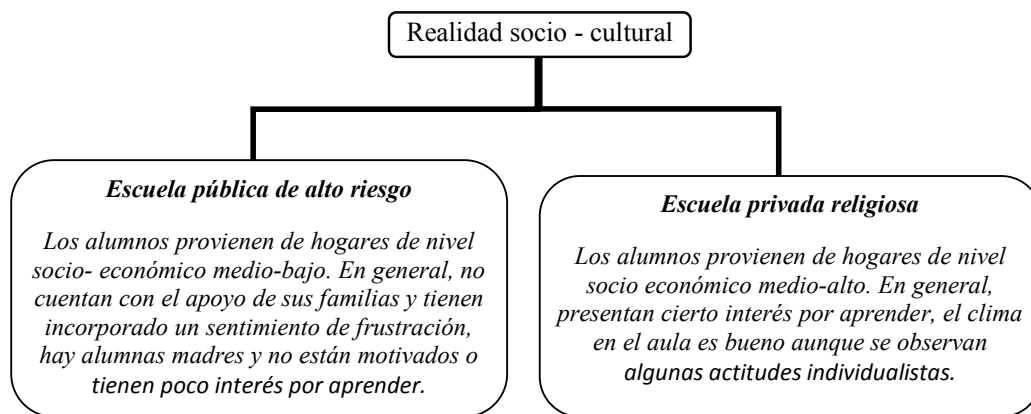 Realidad socio - cultural
Escuela pública de alto riesgo
Los alumnos provienen de hogares de nivel
socio- económico medio-bajo. En general, no
cuentan con el apoyo de sus familias y tienen
incorporado un sentimiento de frustración,
hay alumnas madres y no están motivados o
tienen poco interés por aprender.
Escuela privada religiosa
Los alumnos provienen de hogares de nivel
socio económico medio-alto. En general,
presentan cierto interés por aprender, el clima
en el aula es bueno aunque se observan
algunas actitudes individualistas.